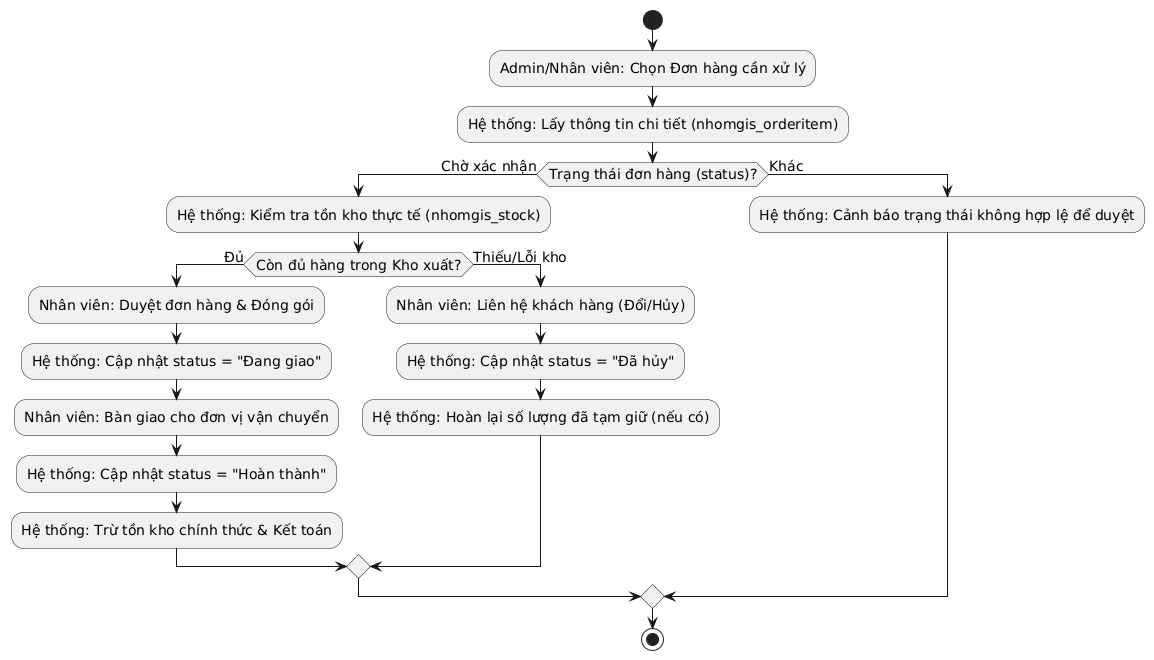 Admin/Nhân viên: Chọn Đơn hàng cần xử lý
Hệ thống: Lấy thông tin chi tiết (nhomgis_orderitem)
Trạng thái đơn hàng (status)?
Chờ xác nhận
Khác
Hệ thống: Kiểm tra tồn kho thực tế (nhomgis_stock)
Hệ thống: Cảnh báo trạng thái không hợp lệ để duyệt
Còn đủ hàng trong Kho xuất?
Đủ
Thiếu/Lỗi kho
Nhân viên: Duyệt đơn hàng & Đóng gói
Hệ thống: Cập nhật status = "Đang giao"
Nhân viên: Bàn giao cho đơn vị vận chuyển
Hệ thống: Cập nhật status = "Hoàn thành"
Hệ thống: Trừ tồn kho chính thức & Kết toán
Nhân viên: Liên hệ khách hàng (Đổi/Hủy)
Hệ thống: Cập nhật status = "Đã hủy"
Hệ thống: Hoàn lại số lượng đã tạm giữ (nếu có)